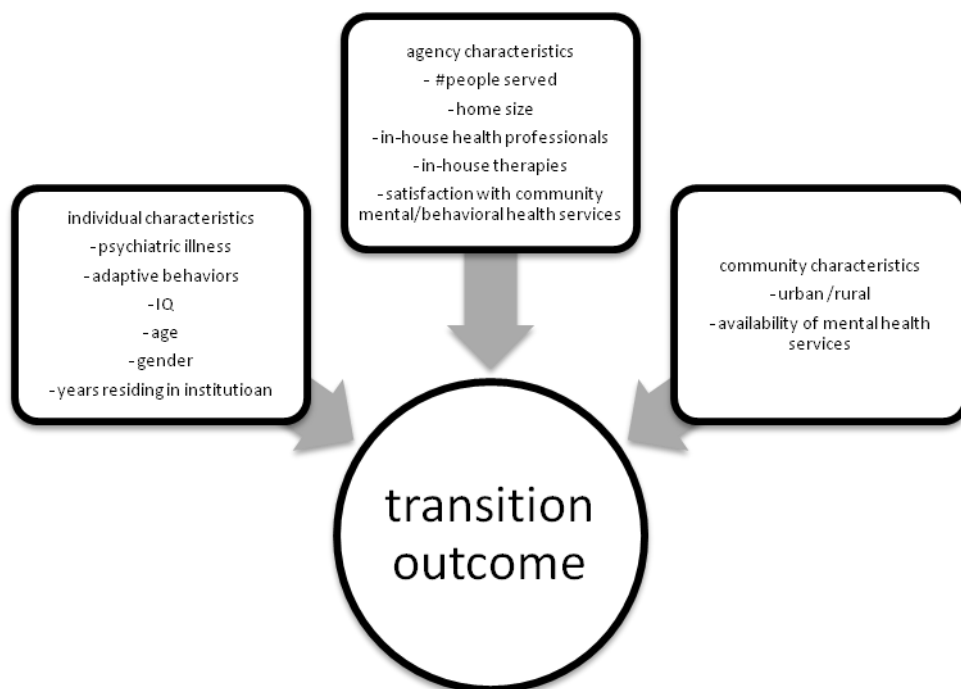 agency characteristics
- #people served
-home size
-in-house health professionals
-in-house therapies
-satisfaction with community
mental/behavioral health services
individual characteristics
-psychiatric illness
-adaptive behaviors
-IQ
-age
-gender
-years residing in institutioan
community characteristics
-urban /rural
-availability of mental health
services
transition
outcome